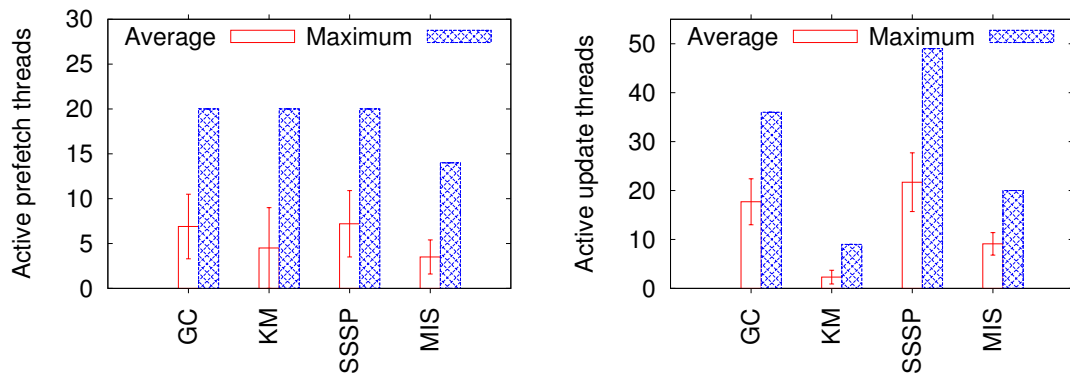 Active prefetch threads
30
25
20
15
10
5
0
Average Maximum
GC
KM
SSSP
MIS
Active update threads
50
40
30
20
10
0
Average Maximum
GC
KM
SSSP
MIS